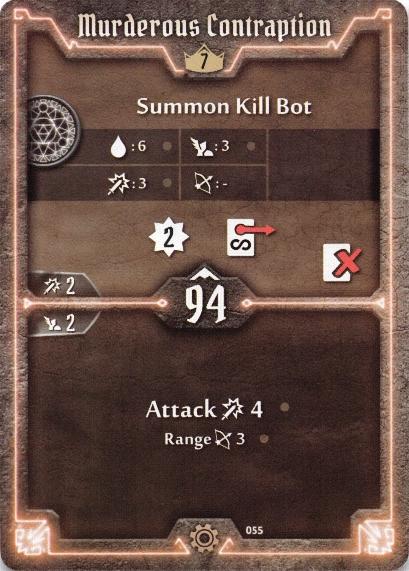 Murderous Contraption
7
Summon Kill Bot
:6 :3
:3 :-
2
2
94
2
Attack 4
Range 3
055